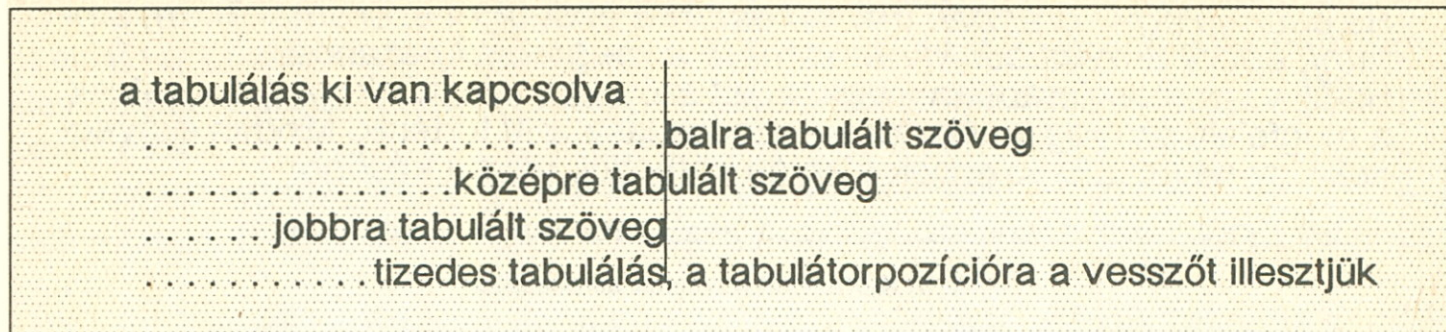 a tabulálás ki van kapcsolva
. . . . . . . . . . . . . . . . . . . . . . . . . .balra tabulált szöveg
. . . . . . . . . . . . . . . .középre tabulált szöveg
. . . . . . jobbra tabulált szöveg
. . . . . . . . . . . .tizedes tabulálás, a tabulátorpozícióra a vesszőt illesztjük